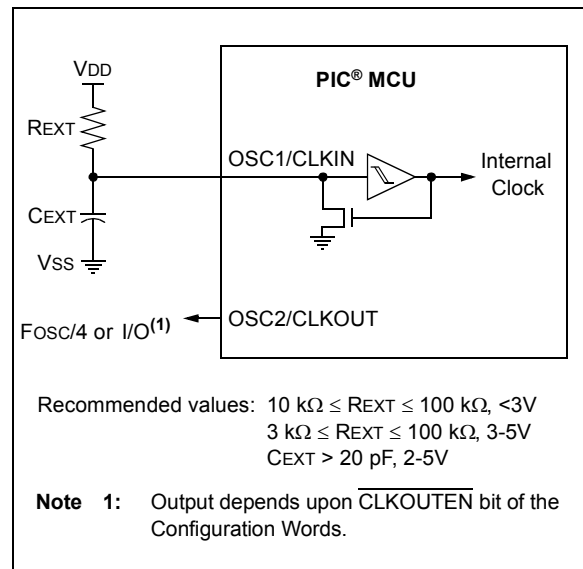 VDD
PIC® MCU
REXT
OSC1/CLKIN
Internal
Clock
CEXT
VSS
OSC2/CLKOUT
FOSC/4 or I/O(1)
Recommended values: 10 kΩ ≤ REXT ≤ 100 kΩ, <3V
3 kΩ ≤ REXT ≤ 100 kΩ, 3-5V
CEXT > 20 pF, 2-5V
Note 1: Output depends upon CLKOUTEN bit of the
Configuration Words.